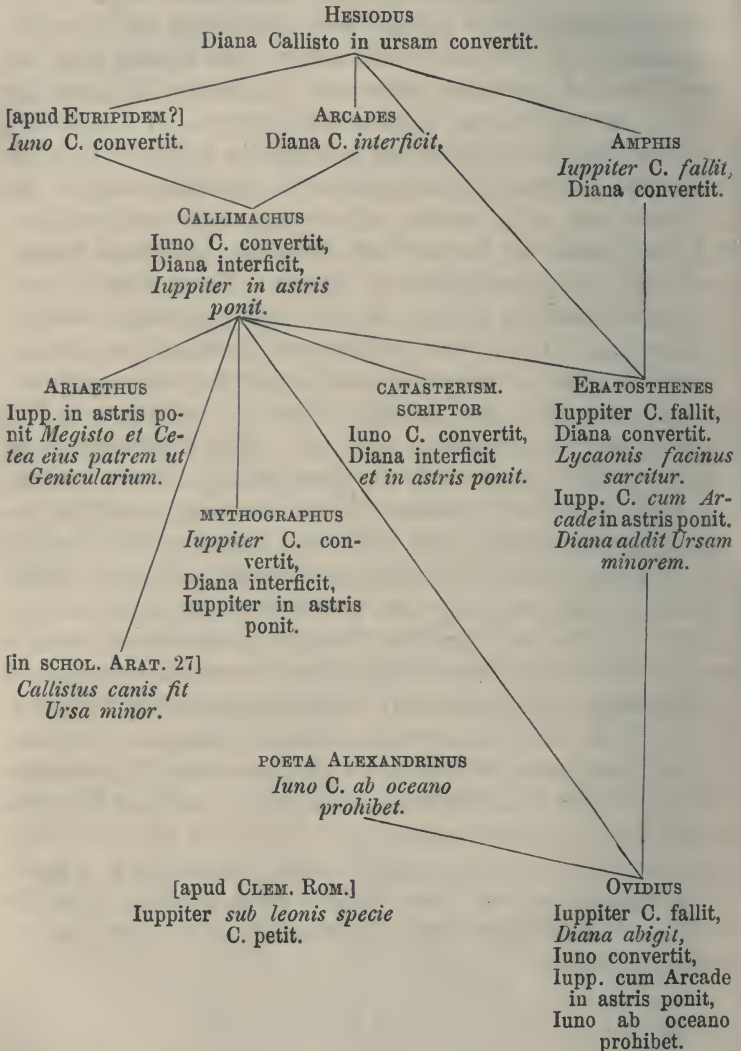 HESIODUS
Diana Callisto in ursam convertit.
[apud EURIPIDEM?]
Iuno C. convertit.
ARCADES
Diana C. interficit,
AMPHIS
Iuppiter C. fallit,
Diana convertit.
CALLIMACHUS
Iuno C. convertit,
Diana interficit,
Iuppiter in astris
ponit.
ARIAETHUS
Iupp. in astris po-
nit Megisto et Ce-
tea eius patrem ut
Genicularium.
CATASTERISM.
SCRIPTOR
Iuno C. convertit,
Diana interficit
et in astris ponit.
ERATOSTHENES
Iuppiter C. fallit,
Diana convertit.
Lycaonis facinus
sarcitur.
Iupp. C. cum Ar-
cade in astris ponit.
Diana addit Ursam
minorem.
MYTHOGRAPHUS
Iuppiter C. con-
vertit,
Diana interficit,
Iuppiter in astris
ponit.
[in SCHOL. ARAT. 27]
Callistus canis fit
Ursa minor.
POETA ALEXANDRINUS
Iuno C. ab oceano
prohibet.
[apud CLEM. ROM.]
Iuppiter sub leonis specie
C. petit.
OVIDIUS
Iuppiter C. fallit,
Diana abigit,
Iuno convertit,
Iupp. cum Arcade
in astris ponit,
Iuno ab oceano
prohibet.